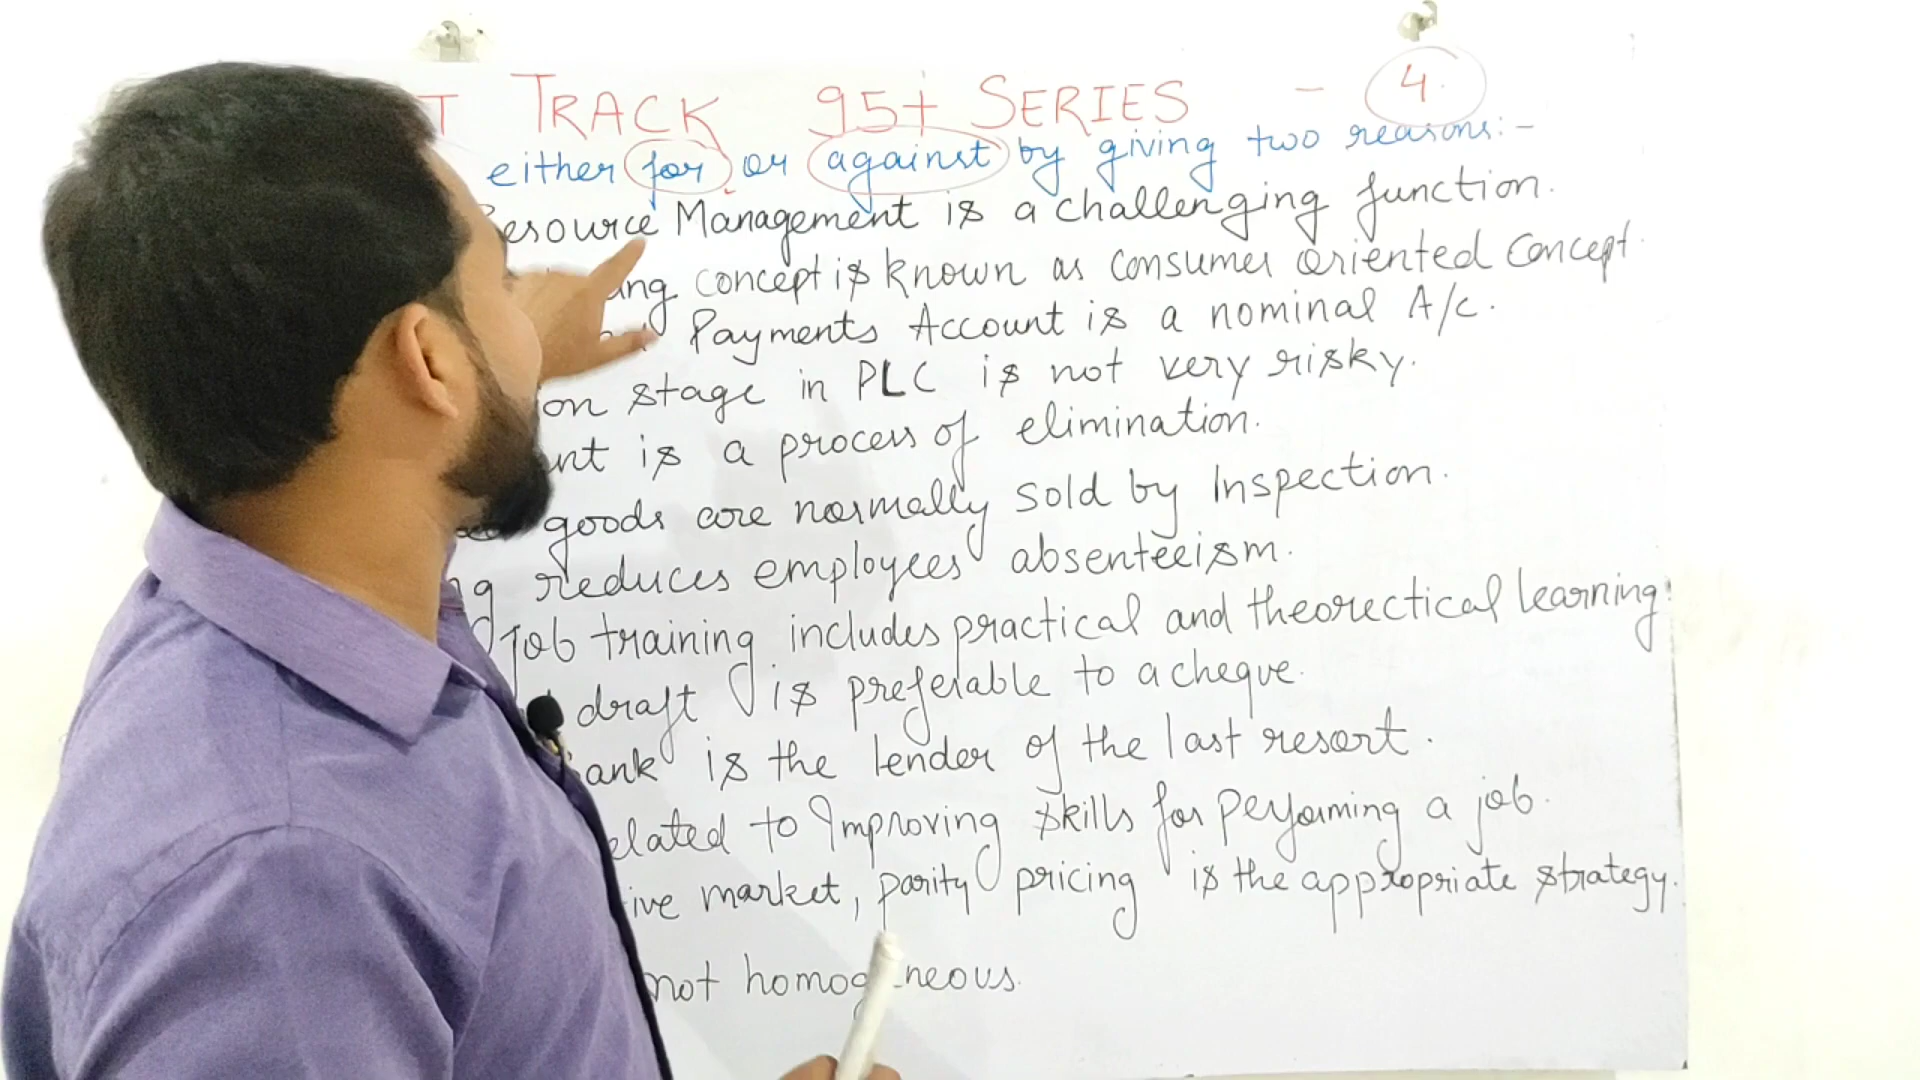 T TRACK 95+ SERIES - 4.
either for or against by giving two reasons:-
esource Management is a challenging function.
ing concept is known as consumer oriented concept.
Payments Account is a nominal A/c.
on stage in PLC is not very risky.
nt is a process of elimination.
goods are normally sold by Inspection.
ng reduces employees absenteeism.
job training includes practical and theorectical learning.
draft is preferable to a cheque.
ank is the lender of the last resort.
elated to Improving skills for Performing a job.
ive market, parity pricing is the appropriate strategy.
not homogeneous.